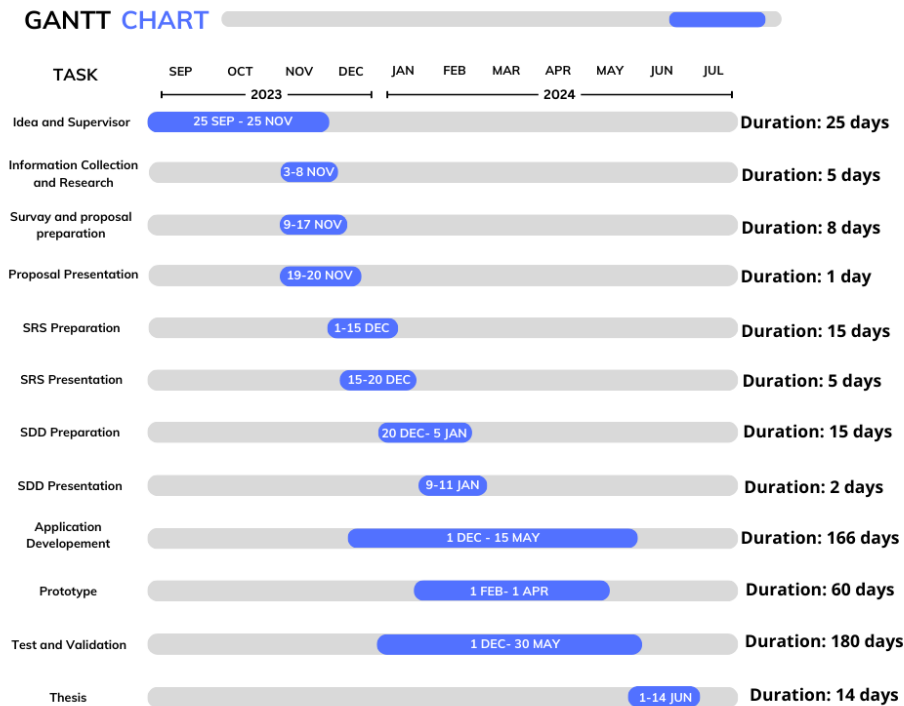 GANTT CHART
TASK
SEP OCT NOV DEC JAN FEB MAR APR MAY JUN JUL
2023 2024
Idea and Supervisor 25 SEP - 25 NOV Duration: 25 days
Information Collection
and Research
3-8 NOV Duration: 5 days
Survay and proposal
preparation
9-17 NOV Duration: 8 days
Proposal Presentation 19-20 NOV Duration: 1 day
SRS Preparation 1-15 DEC Duration: 15 days
SRS Presentation 15-20 DEC Duration: 5 days
SDD Preparation 20 DEC- 5 JAN Duration: 15 days
SDD Presentation 9-11 JAN Duration: 2 days
Application
Developement
1 DEC - 15 MAY Duration: 166 days
Prototype 1 FEB- 1 APR Duration: 60 days
Test and Validation 1 DEC- 30 MAY Duration: 180 days
Thesis 1-14 JUN Duration: 14 days